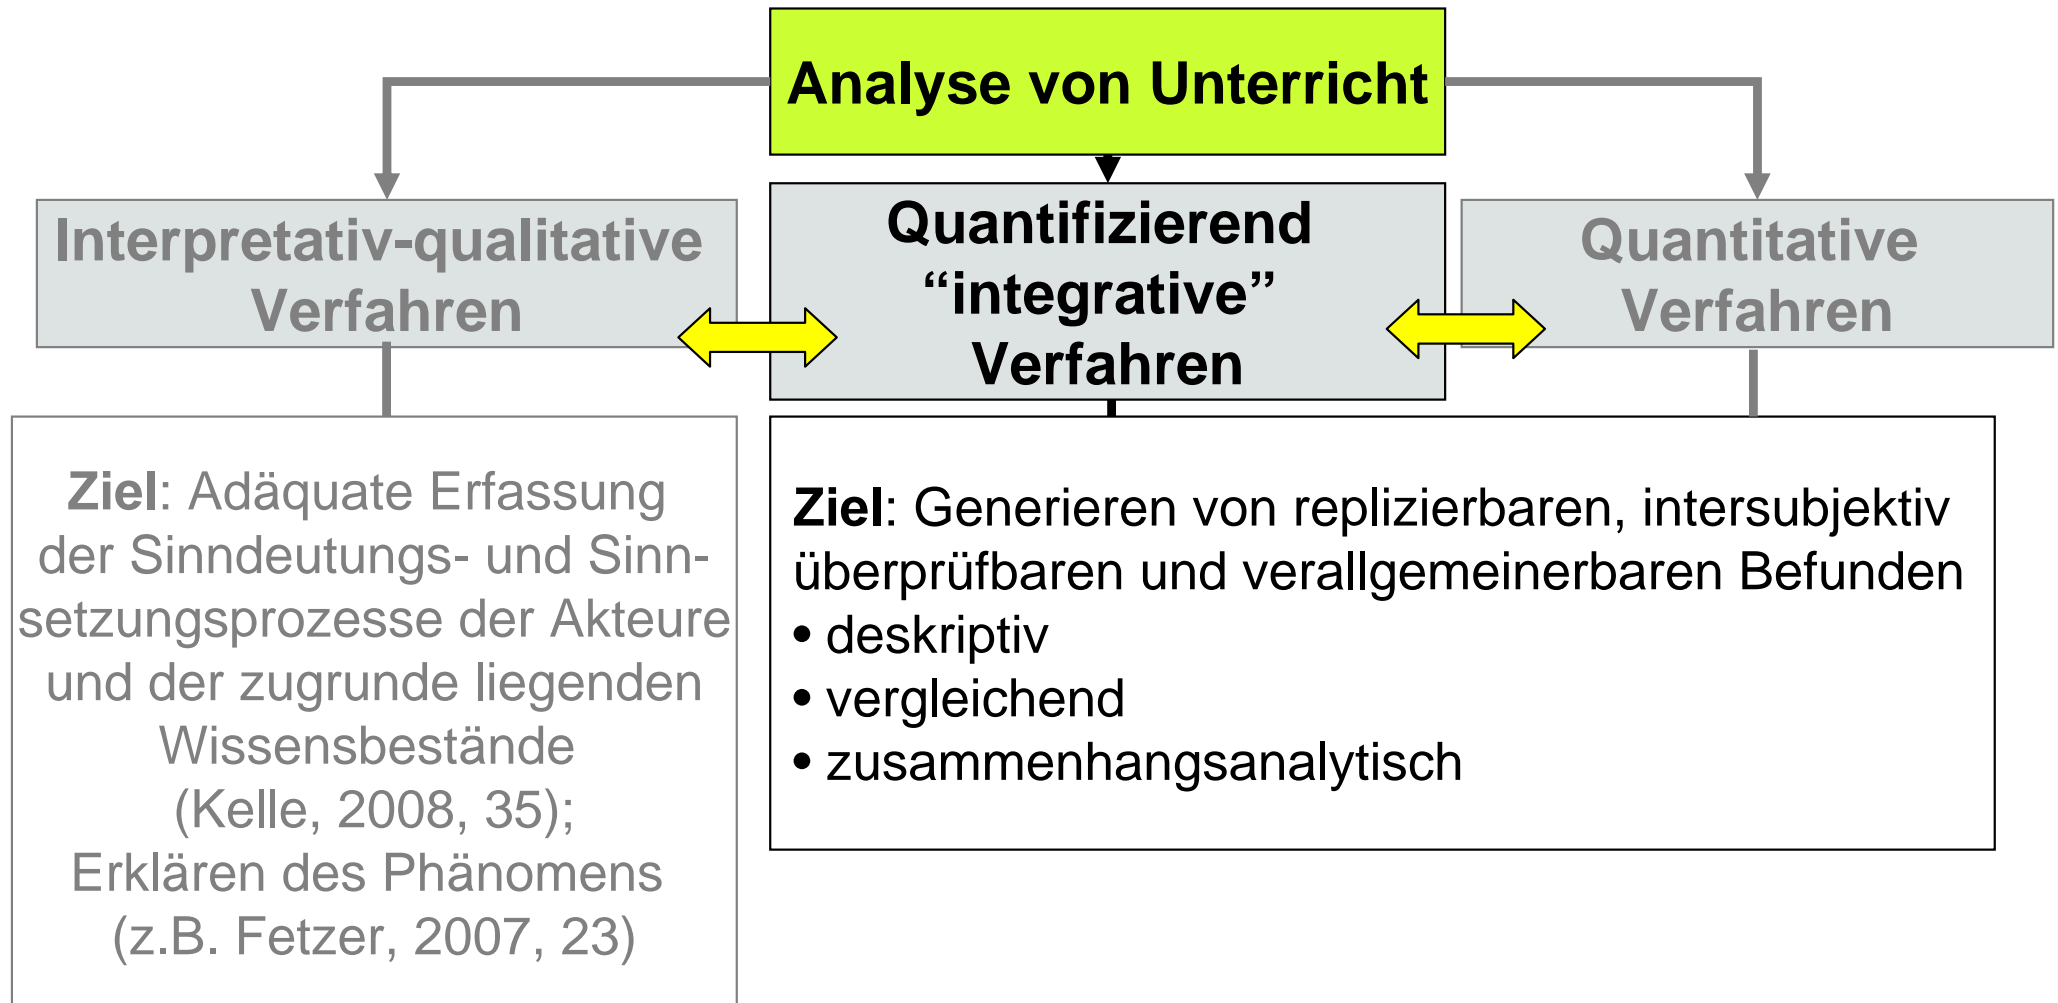 Analyse von Unterricht
Interpretativ-qualitative
Verfahren
Quantifizierend
“integrative”
Verfahren
Quantitative
Verfahren
Ziel: Adäquate Erfassung
der Sinndeutungs- und Sinn-
setzungsprozesse der Akteure
und der zugrunde liegenden
Wissensbestände
(Kelle, 2008, 35);
Erklären des Phänomens
(z.B. Fetzer, 2007, 23)
Ziel: Generieren von replizierbaren, intersubjektiv
überprüfbaren und verallgemeinerbaren Befunden
• deskriptiv
• vergleichend
• zusammenhangsanalytisch